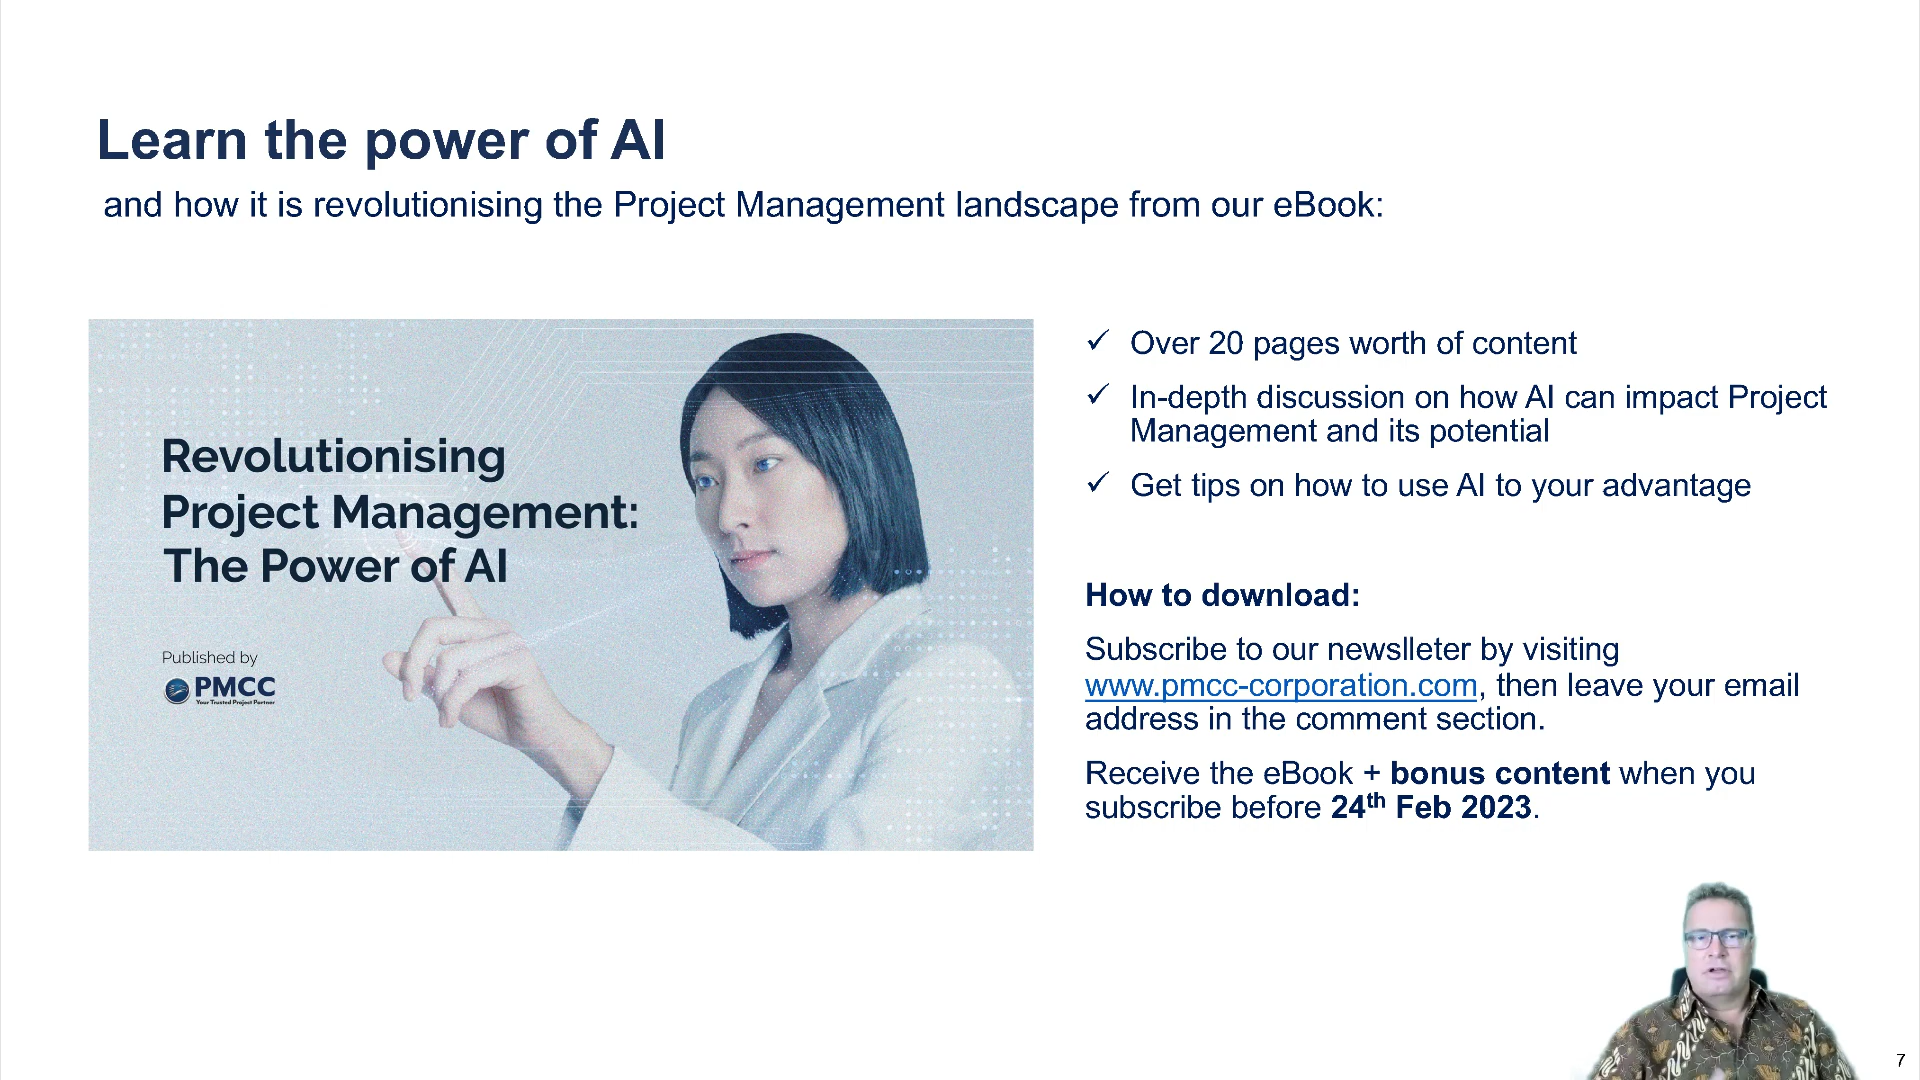 Learn the power of AI
and how it is revolutionising the Project Management landscape from our eBook:
Revolutionising
Project Management:
The Power of AI
Published by
PMCC
Your Trusted Project Partner
✓ Over 20 pages worth of content
✓ In-depth discussion on how AI can impact Project
Management and its potential
✓ Get tips on how to use AI to your advantage
How to download:
Subscribe to our newslleter by visiting
www.pmcc-corporation.com, then leave your email
address in the comment section.
Receive the eBook + bonus content when you
subscribe before 24th Feb 2023.
7